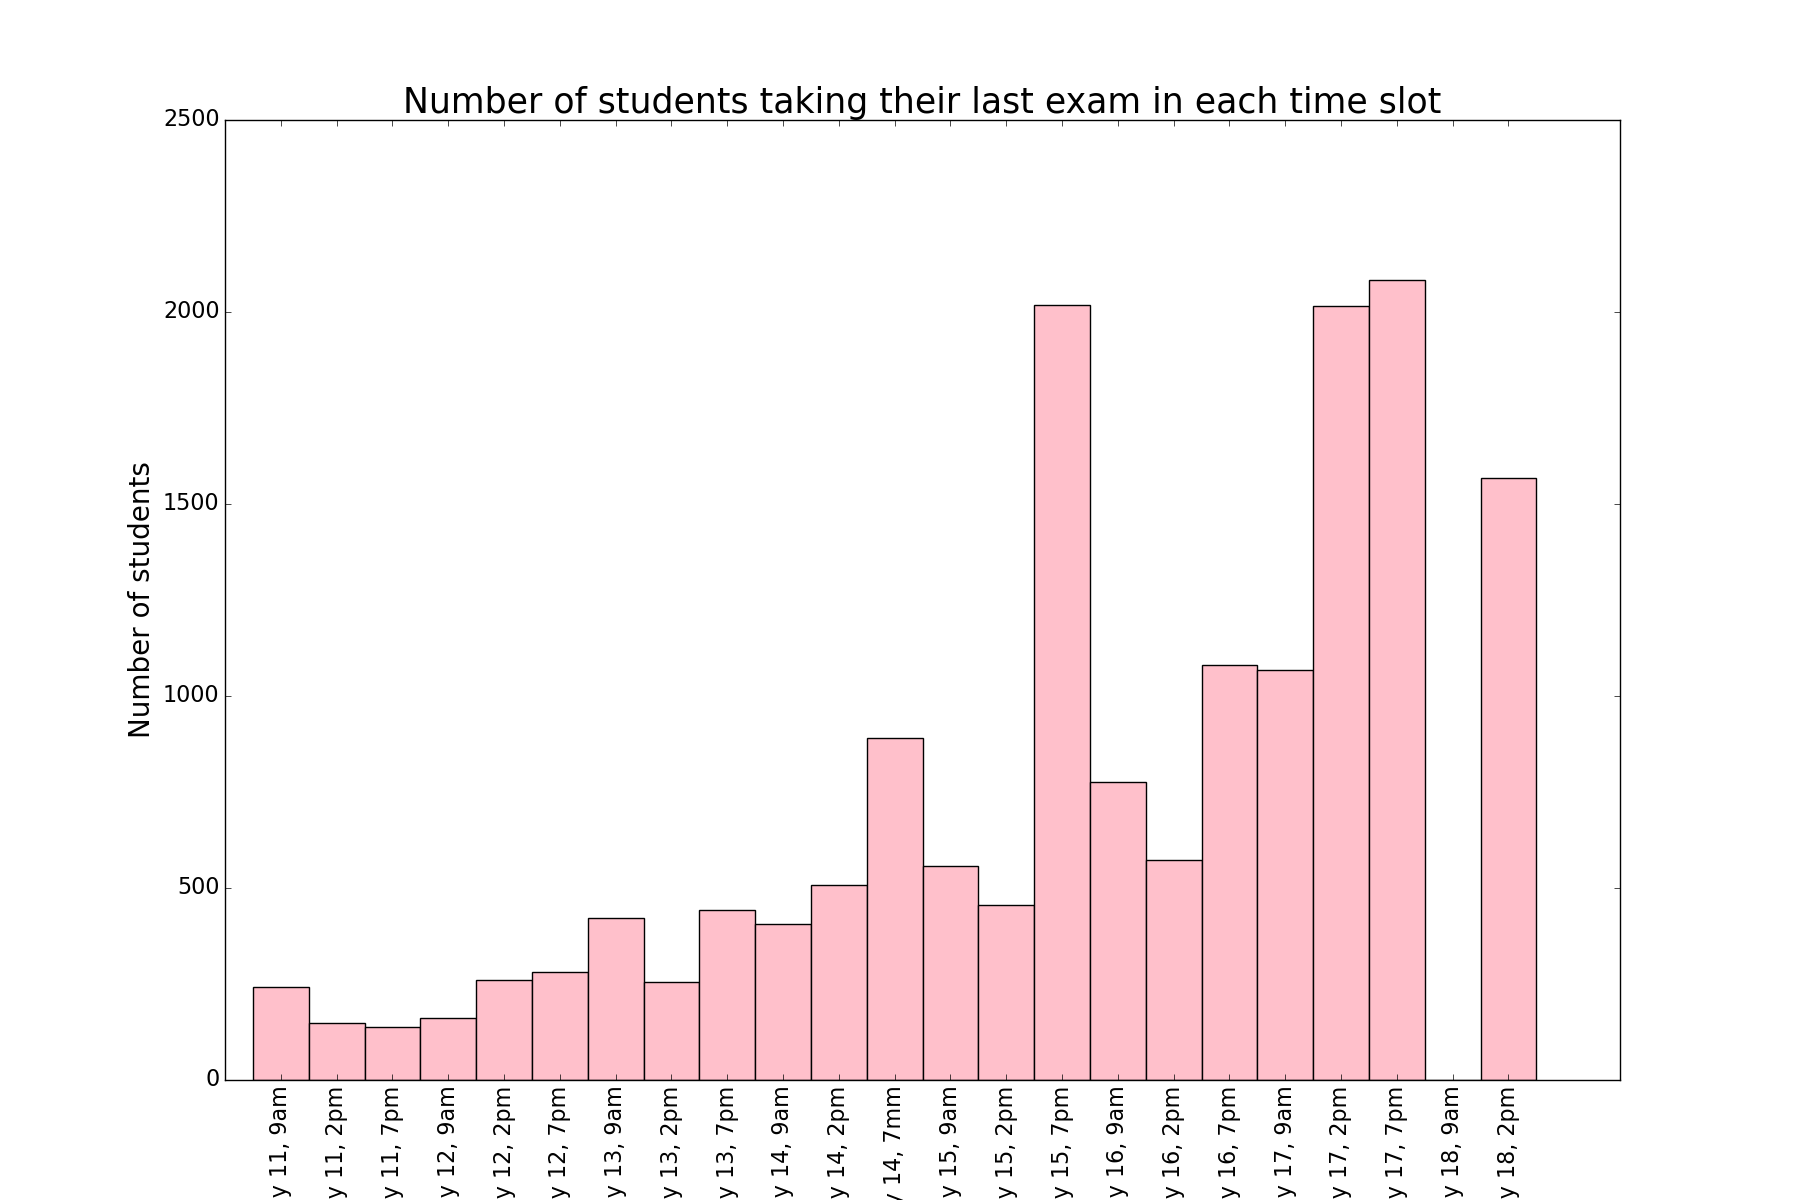 Number of students taking their last exam in each time slot
Number of students
2500
2000
1500
1000
500
0
y 11, 9am
y 11, 2pm
y 11, 7pm
y 12, 9am
y 12, 2pm
y 12, 7pm
y 13, 9am
y 13, 2pm
y 13, 7pm
y 14, 9am
y 14, 2pm
y 14, 7mm
y 15, 9am
y 15, 2pm
y 15, 7pm
y 16, 9am
y 16, 2pm
y 16, 7pm
y 17, 9am
y 17, 2pm
y 17, 7pm
y 18, 9am
y 18, 2pm